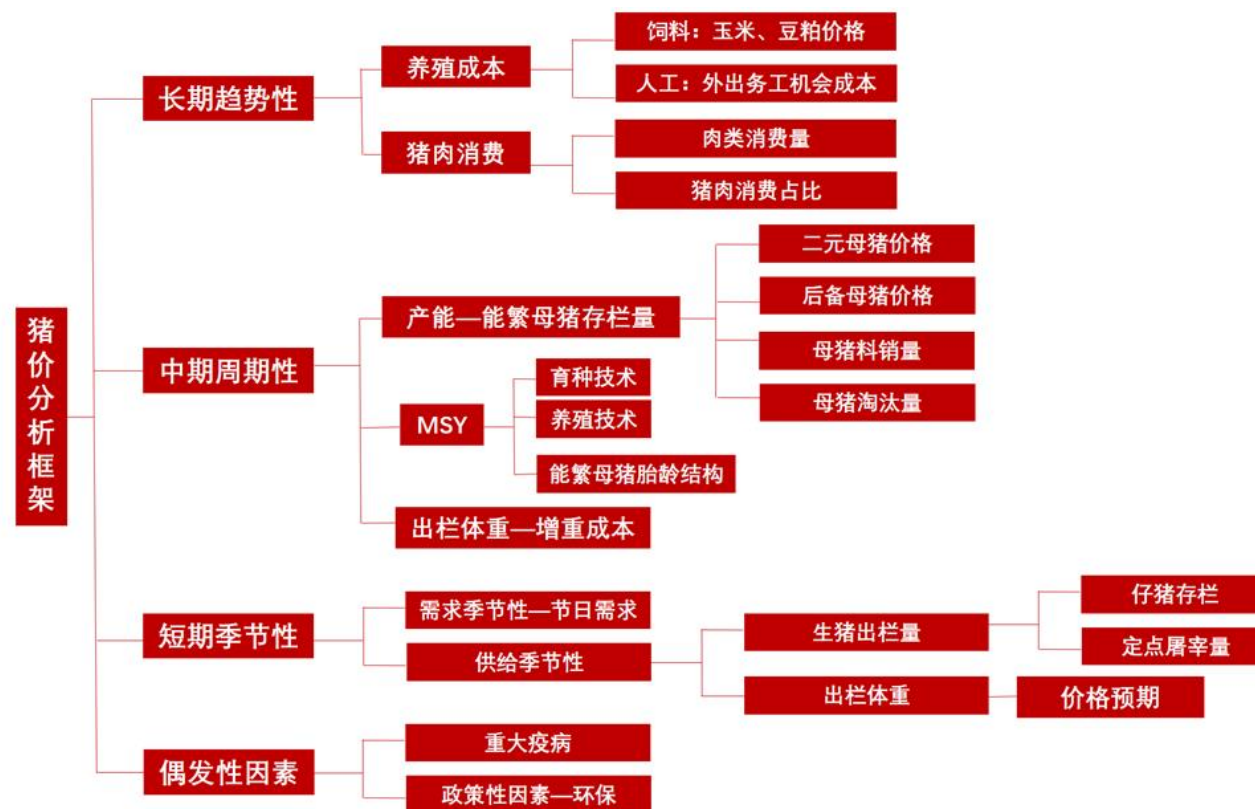 猪价分析框架
长期趋势性
养殖成本
饲料：玉米、豆粕价格
人工：外出务工机会成本
猪肉消费
肉类消费量
猪肉消费占比
中期周期性
产能—能繁母猪存栏量
二元母猪价格
后备母猪价格
母猪料销量
母猪淘汰量
MSY
育种技术
养殖技术
能繁母猪胎龄结构
出栏体重—增重成本
短期季节性
需求季节性—节日需求
供给季节性
生猪出栏量
仔猪存栏
定点屠宰量
出栏体重
价格预期
偶发性因素
重大疫病
政策性因素—环保